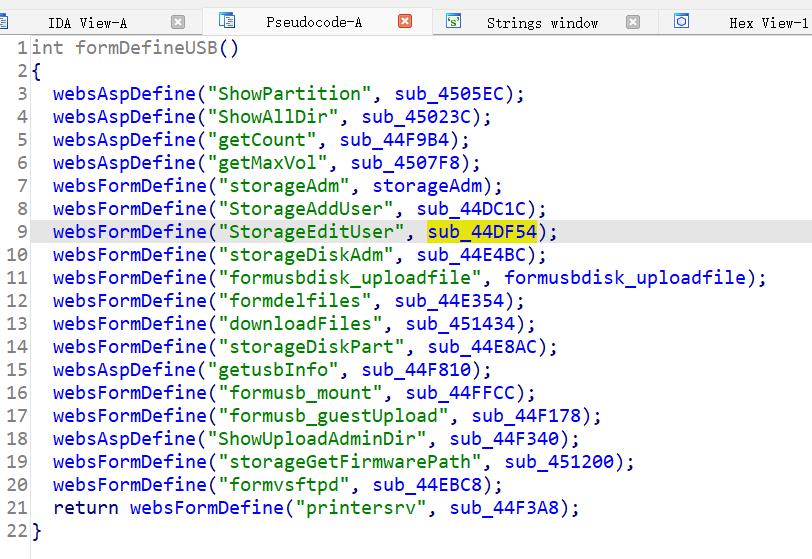 IDA View-A Pseudocode-A Strings window Hex View-1
1 int formDefineUSB()
2 {
3 websAspDefine("ShowPartition", sub_4505EC);
4 websAspDefine("ShowAllDir", sub_45023C);
5 websAspDefine("getCount", sub_44F9B4);
6 websAspDefine("getMaxVol", sub_4507F8);
7 websFormDefine("storageAdm", storageAdm);
8 websFormDefine("StorageAddUser", sub_44DC1C);
9 websFormDefine("StorageEditUser", sub_44DF54);
10 websFormDefine("storageDiskAdm", sub_44E4BC);
11 websFormDefine("formusbdisk_uploadfile", formusbdisk_uploadfile);
12 websFormDefine("formdelfiles", sub_44E354);
13 websFormDefine("downloadFiles", sub_451434);
14 websFormDefine("storageDiskPart", sub_44E8AC);
15 websAspDefine("getusbInfo", sub_44F810);
16 websFormDefine("formusb_mount", sub_44FFCC);
17 websFormDefine("formusb_guestUpload", sub_44F178);
18 websAspDefine("ShowUploadAdminDir", sub_44F340);
19 websFormDefine("storageGetFirmwarePath", sub_451200);
20 websFormDefine("formvsftpd", sub_44EBC8);
21 return websFormDefine("printersrv", sub_44F3A8);
22 }